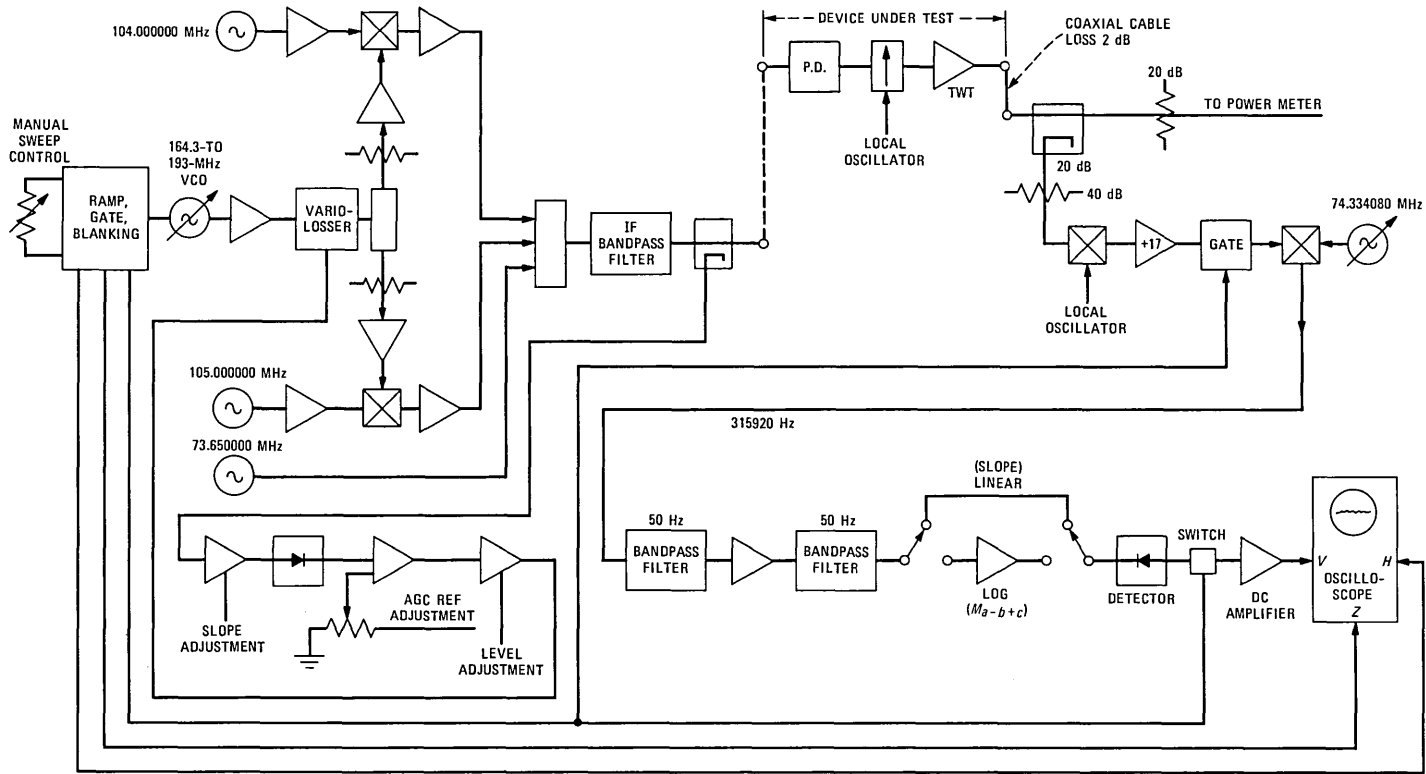 104.000000 MHz
DEVICE UNDER TEST
COAXIAL CABLE
LOSS 2 dB
P.D.
TWT
LOCAL
OSCILLATOR
20 dB
TO POWER METER
20 dB
40 dB
MANUAL
SWEEP
CONTROL
164.3-TO
193-MHz
VCO
RAMP,
GATE,
BLANKING
VARIO-
LOSSER
IF
BANDPASS
FILTER
74.334080 MHz
+17
GATE
LOCAL
OSCILLATOR
105.000000 MHz
73.650000 MHz
315920 Hz
(SLOPE)
LINEAR
50 Hz
BANDPASS
FILTER
50 Hz
BANDPASS
FILTER
LOG
(Ma-b+c)
DETECTOR
SWITCH
DC
AMPLIFIER
V
H
OSCILLO-
SCOPE
Z
SLOPE
ADJUSTMENT
AGC REF
ADJUSTMENT
LEVEL
ADJUSTMENT